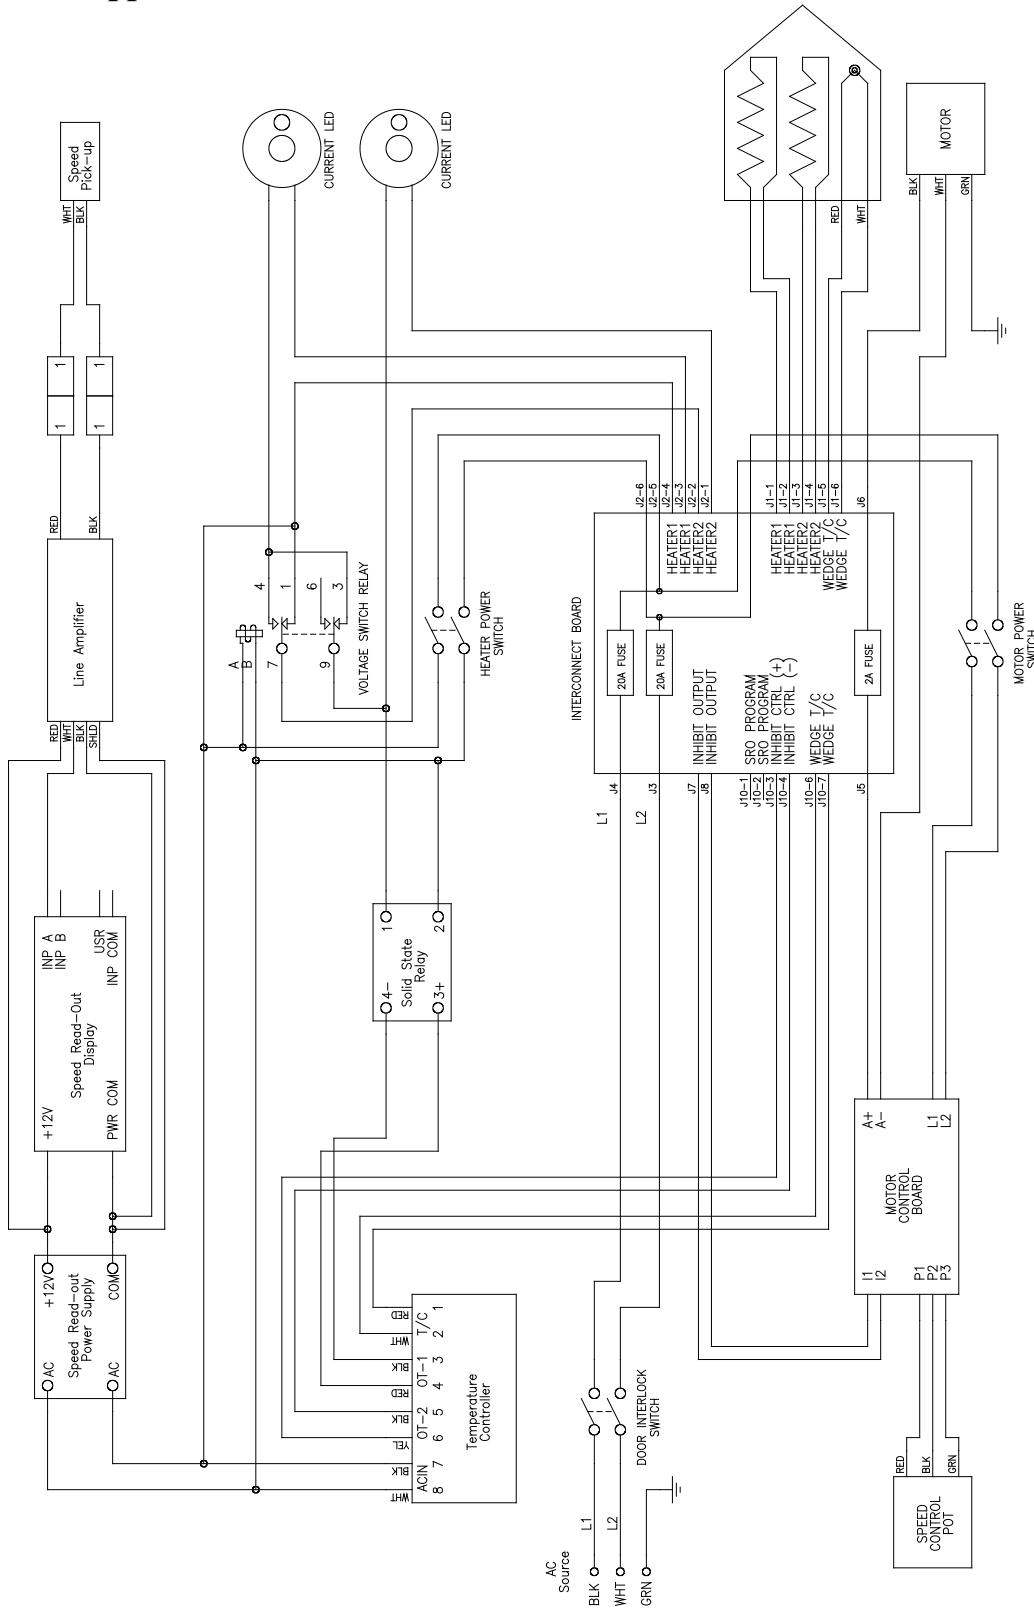 Speed
Pick-up
WHT
BLK
1
1
1
1
RED
BLK
Line Amplifier
RED
WHT
BLK
SHLD
INP A
INP B
USR
INP COM
Speed Read-Out
Display
+12V
PWR COM
+12V
COM
Speed Read-out
Power Supply
AC
AC
CURRENT LED
CURRENT LED
4
1
6
3
A
B
7
9
VOLTAGE SWITCH RELAY
HEATER POWER
SWITCH
1
2
Solid State
Relay
4-
3+
RED
WHT
BLK
RED
BLK
YEL
BLK
WHT
1
2
3
4
5
6
7
8
T/C
OT-1
OT-2
ACIN
Temperature
Controller
RED
WHT
MOTOR
BLK
WHT
GRN
J2-6
J2-5
J2-4
J2-3
J2-2
J2-1
J1-1
J1-2
J1-3
J1-4
J1-5
J1-6
J6
HEATER1
HEATER1
HEATER2
HEATER2
HEATER1
HEATER1
HEATER2
HEATER2
WEDGE T/C
WEDGE T/C
INTERCONNECT BOARD
20A FUSE
20A FUSE
2A FUSE
INHIBIT OUTPUT
INHIBIT OUTPUT
SRO PROGRAM
SRO PROGRAM
INHIBIT CTRL (+)
INHIBIT CTRL (-)
WEDGE T/C
WEDGE T/C
J4
J3
J7
J8
J10-1
J10-2
J10-3
J10-4
J10-6
J10-7
J5
L1
L2
MOTOR POWER
SWITCH
A+
A-
L1
L2
MOTOR
CONTROL
BOARD
I1
I2
P1
P2
P3
DOOR INTERLOCK
SWITCH
L1
L2
AC
Source
BLK
WHT
GRN
RED
BLK
GRN
SPEED
CONTROL
POT